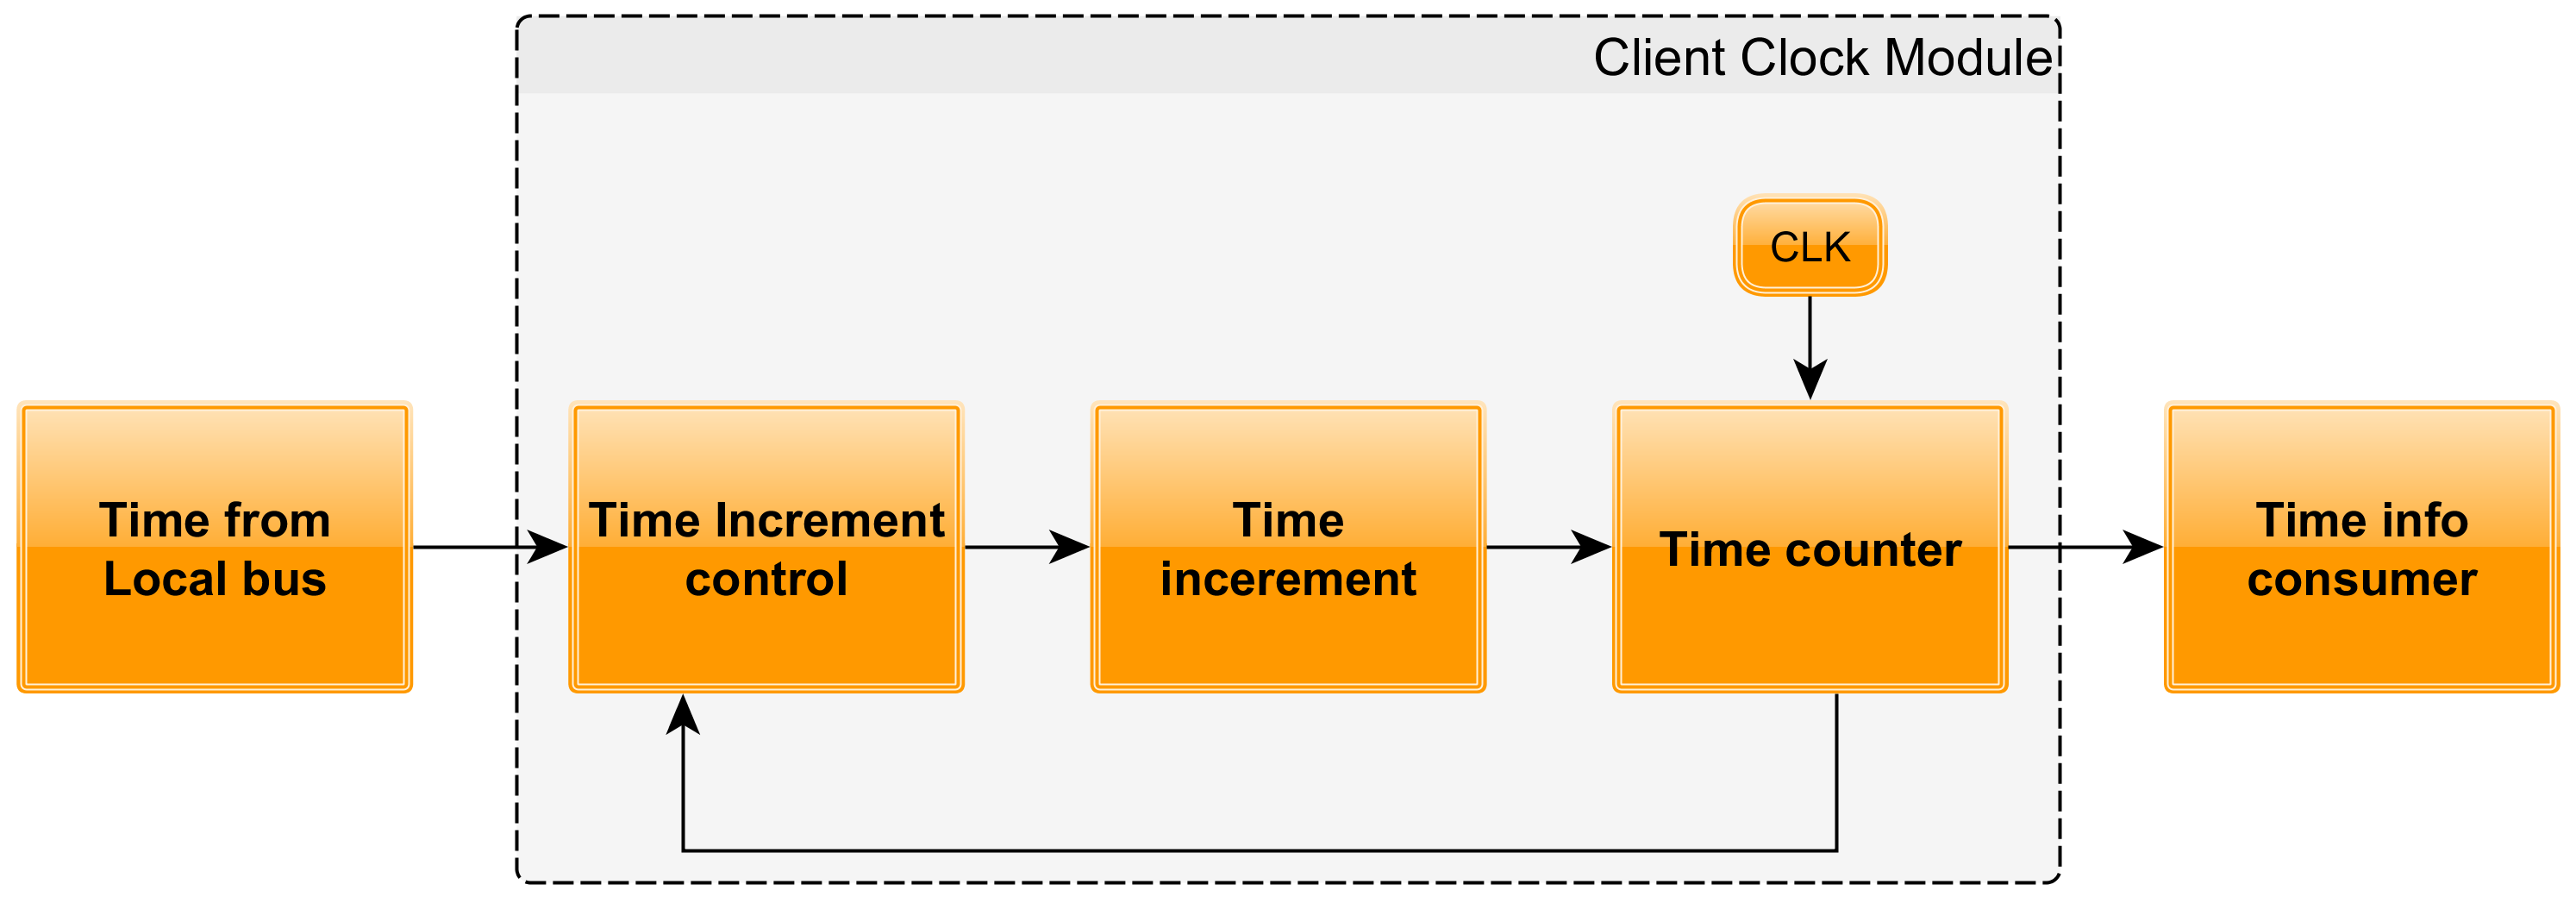 Client Clock Module
CLK
Time from
Local bus
Time Increment
control
Time
incerement
Time counter
Time info
consumer